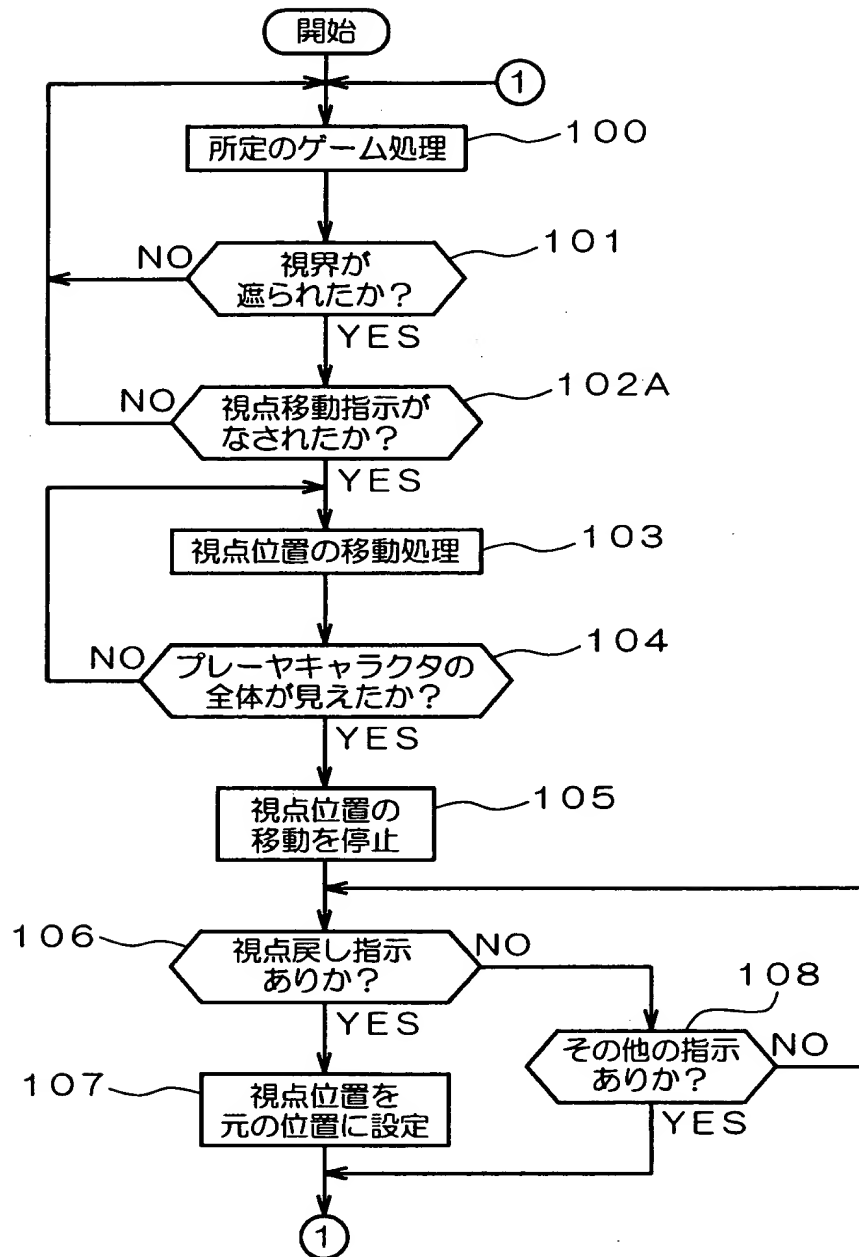 開始
1
所定のゲーム処理
100
視界が
遮られたか？
101
NO
YES
視点移動指示が
なされたか？
102A
NO
YES
視点位置の移動処理
103
プレーヤキャラクタの
全体が見えたか？
104
NO
YES
視点位置の
移動を停止
105
106
視点戻し指示
ありか？
NO
YES
108
その他の指示
ありか？
NO
YES
107
視点位置を
元の位置に設定
1